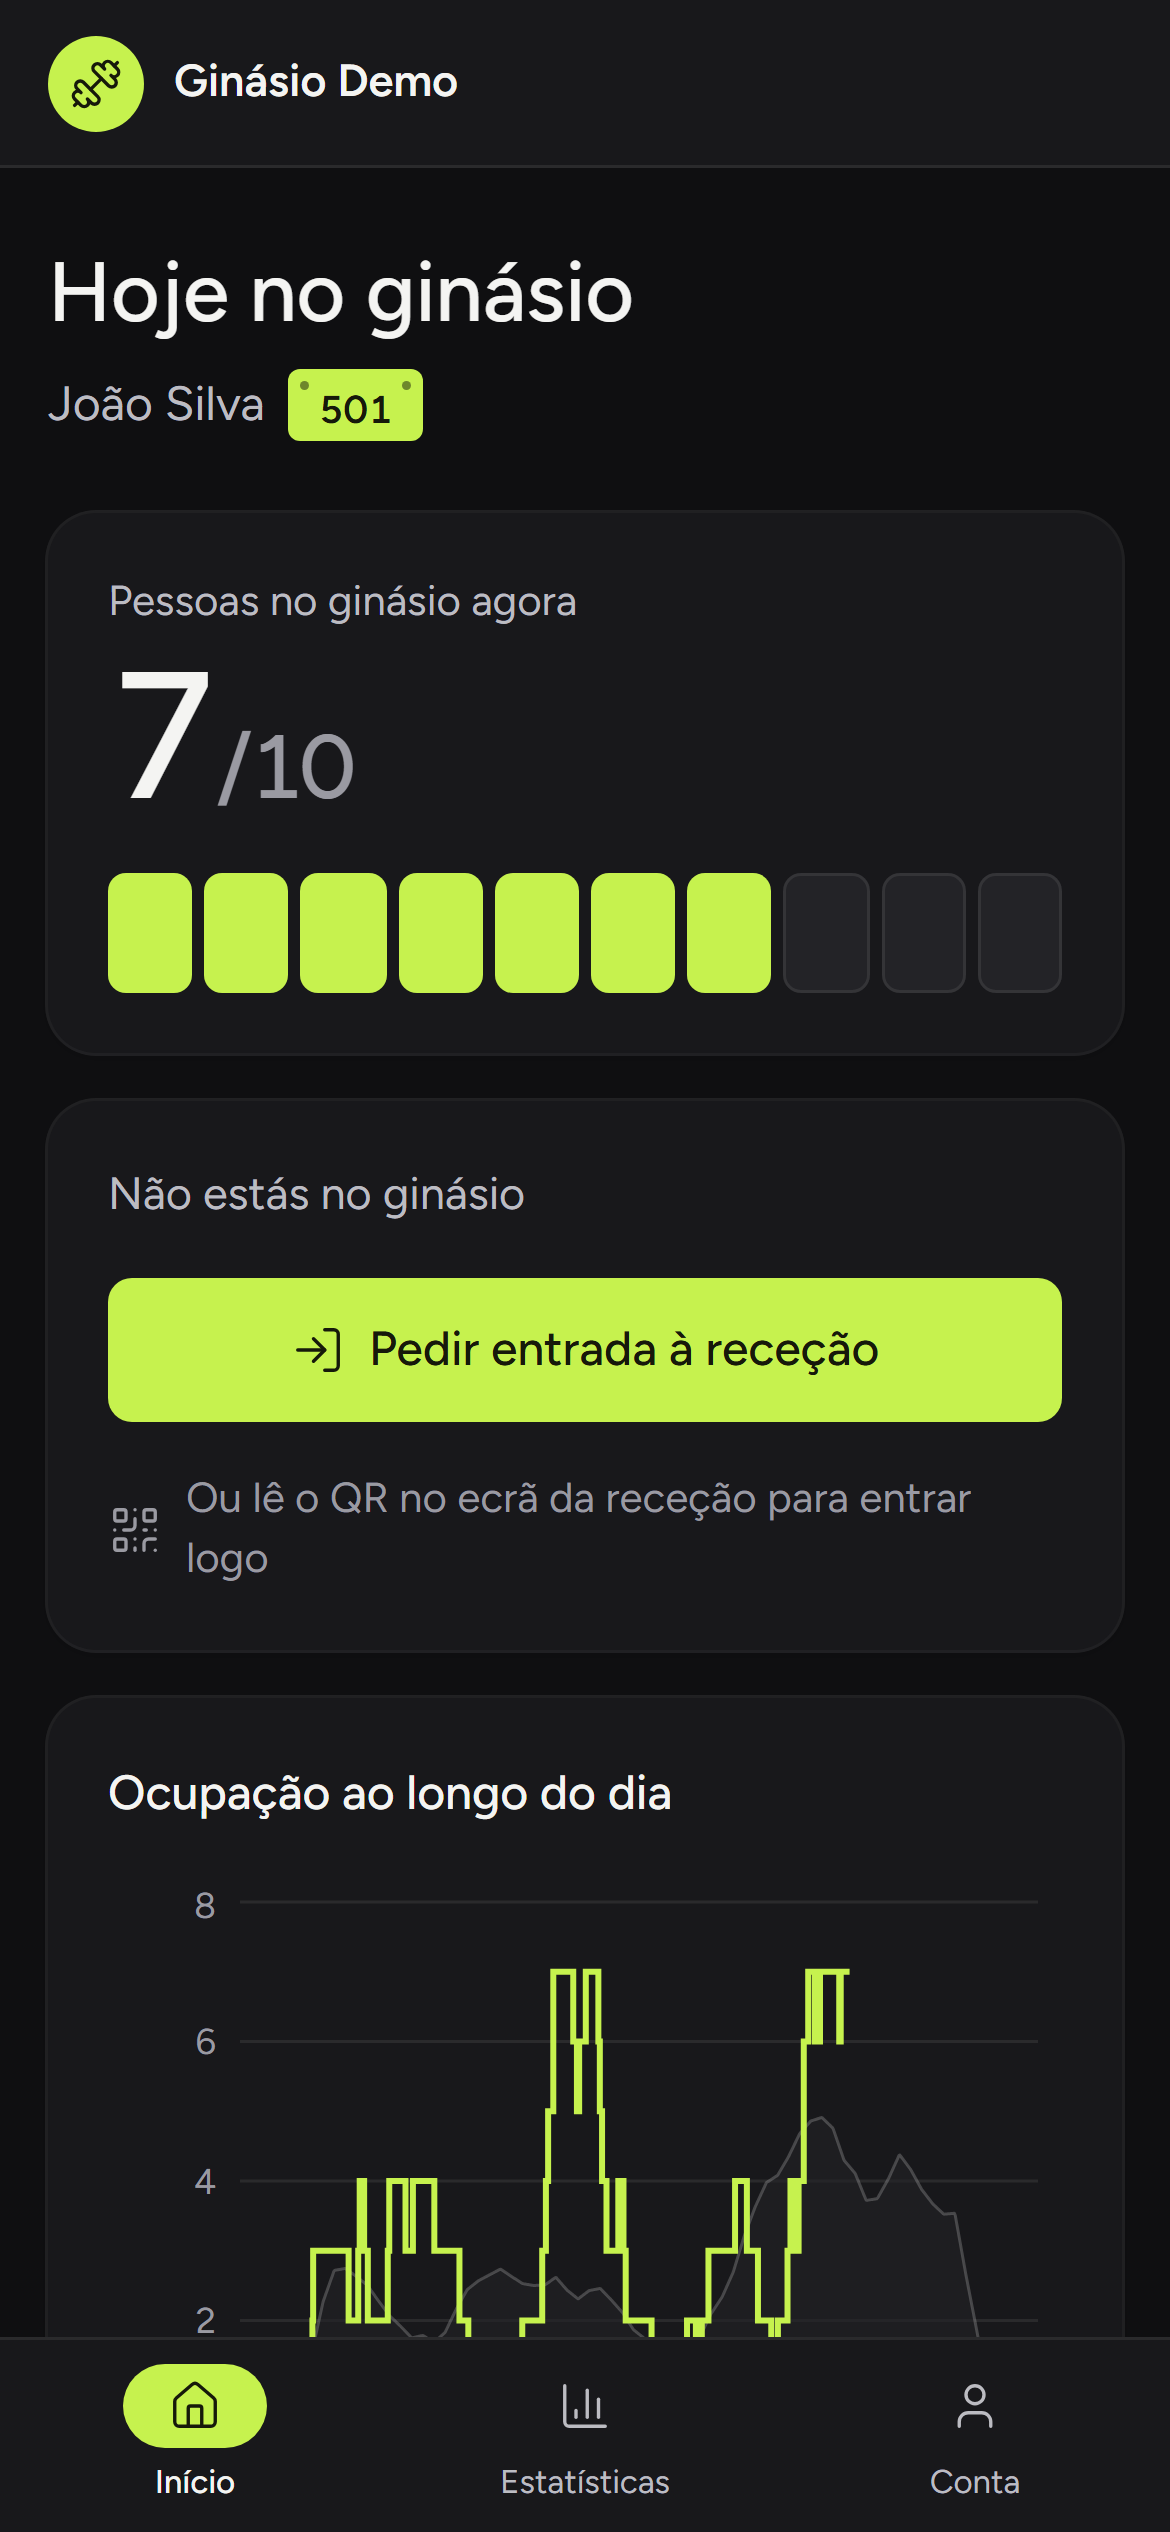 Ginásio Demo
Hoje no ginásio
João Silva 501
Pessoas no ginásio agora
7/10
Não estás no ginásio
Pedir entrada à receção
Ou lê o QR no ecrã da receção para entrar
logo
Ocupação ao longo do dia
8
6
4
2
Início Estatísticas Conta